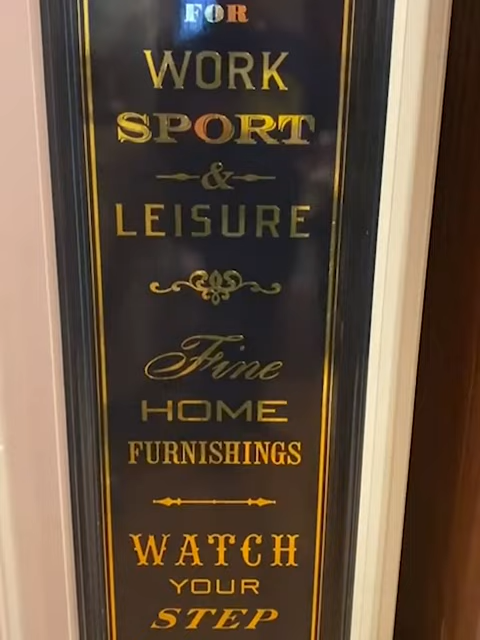 FOR
WORK
SPORT
&
LEISURE
Fine
HOME
FURNISHINGS
WATCH
YOUR
STEP